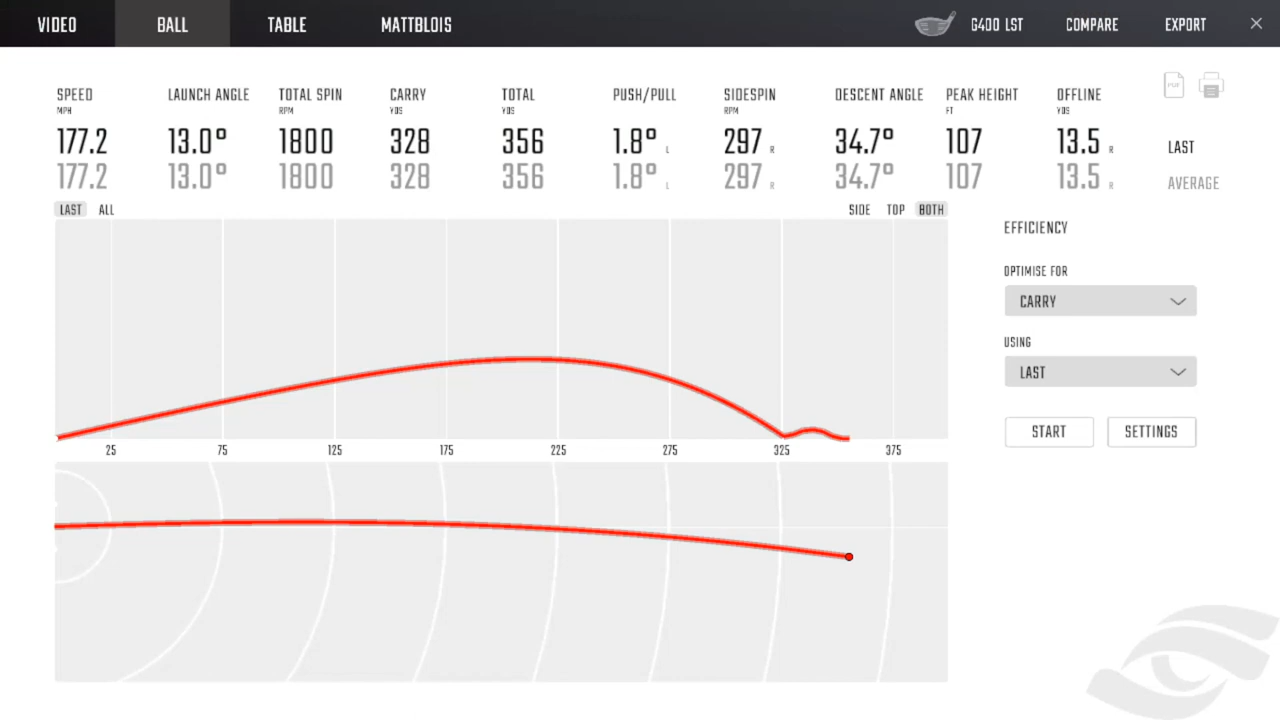 VIDEO BALL TABLE MATTBLOIS G400 LST COMPARE EXPORT
SPEED LAUNCH ANGLE TOTAL SPIN CARRY TOTAL PUSH/PULL SIDESPIN DESCENT ANGLE PEAK HEIGHT OFFLINE PDF
MPH RPM YDS YDS RPM FT YDS
177.2 13.0° 1800 328 356 1.8° L 297 R 34.7° 107 13.5 R LAST
177.2 13.0° 1800 328 356 1.8° L 297 R 34.7° 107 13.5 R AVERAGE
LAST ALL SIDE TOP BOTH
EFFICIENCY
OPTIMISE FOR
CARRY
USING
LAST
START SETTINGS
25 75 125 175 225 275 325 375